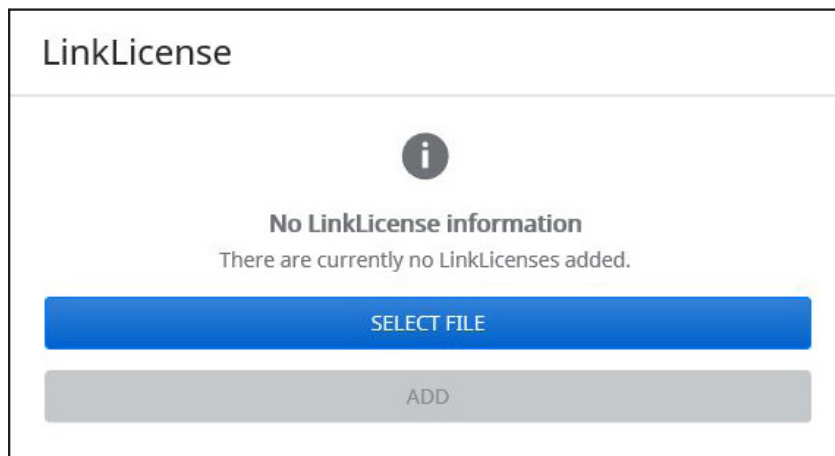 LinkLicense
No LinkLicense information
There are currently no LinkLicenses added.
SELECT FILE
ADD